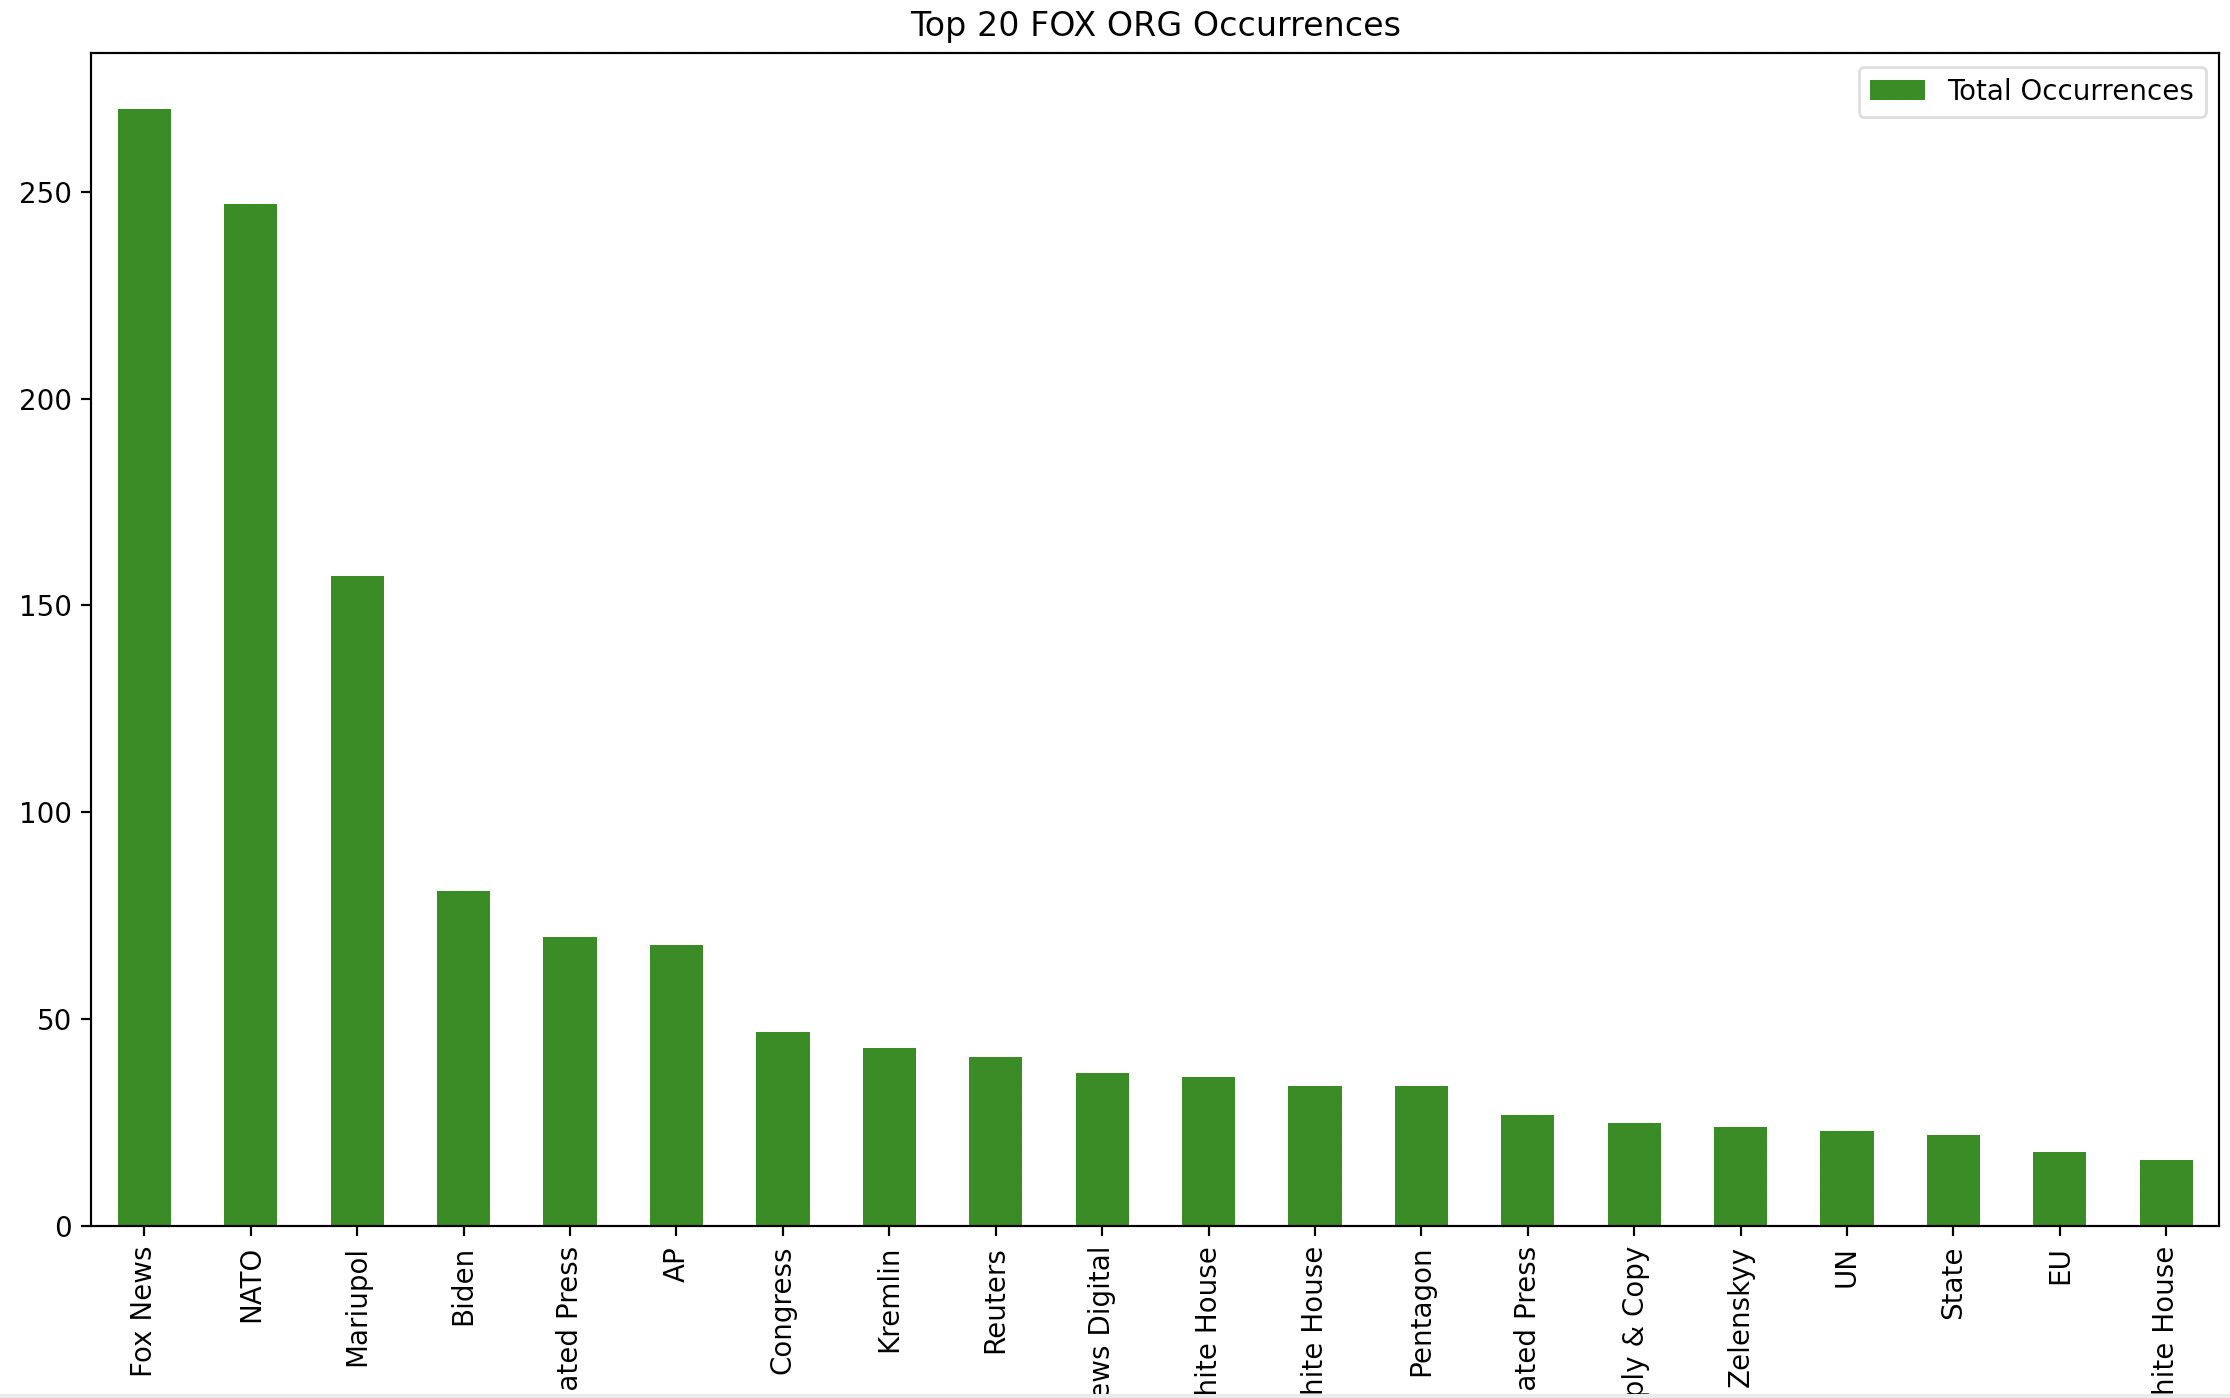 Top 20 FOX ORG Occurrences
Total Occurrences
250
200
150
100
50
0
Fox News
NATO
Mariupol
Biden
ated Press
AP
Congress
Kremlin
Reuters
ews Digital
hite House
hite House
Pentagon
ated Press
ply & Copy
Zelenskyy
UN
State
EU
hite House